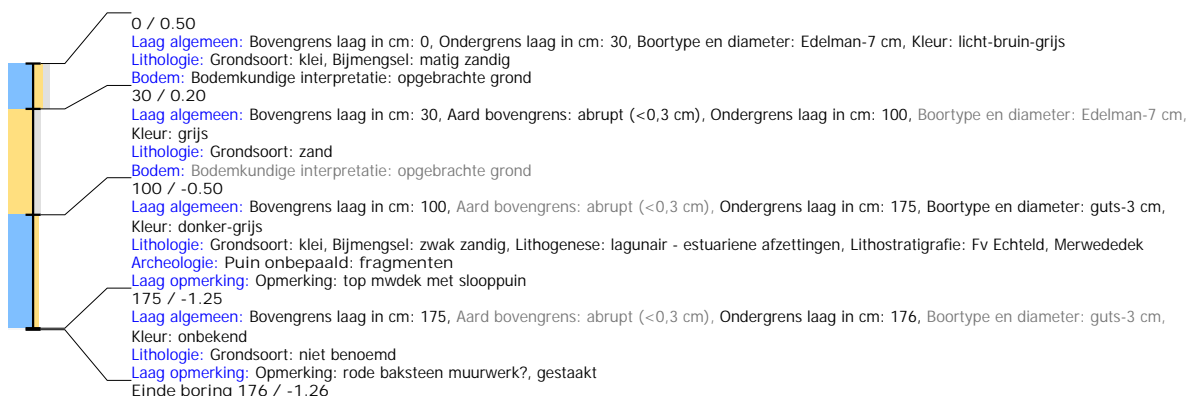 0 / 0.50
Laag algemeen: Bovengrens laag in cm: 0, Ondergrens laag in cm: 30, Boortype en diameter: Edelman-7 cm, Kleur: licht-bruin-grijs
Lithologie: Grondsoort: klei, Bijmengsel: matig zandig
Bodem: Bodemkundige interpretatie: opgebrachte grond
30 / 0.20
Laag algemeen: Bovengrens laag in cm: 30, Aard bovengrens: abrupt (<0,3 cm), Ondergrens laag in cm: 100, Boortype en diameter: Edelman-7 cm,
Kleur: grijs
Lithologie: Grondsoort: zand
Bodem: Bodemkundige interpretatie: opgebrachte grond
100 / -0.50
Laag algemeen: Bovengrens laag in cm: 100, Aard bovengrens: abrupt (<0,3 cm), Ondergrens laag in cm: 175, Boortype en diameter: guts-3 cm,
Kleur: donker-grijs
Lithologie: Grondsoort: klei, Bijmengsel: zwak zandig, Lithogenese: lagunair - estuariene afzettingen, Lithostratigrafie: Fv Echteld, Merwededek
Archeologie: Puin onbepaald: fragmenten
Laag opmerking: Opmerking: top mwdek met slooppuin
175 / -1.25
Laag algemeen: Bovengrens laag in cm: 175, Aard bovengrens: abrupt (<0,3 cm), Ondergrens laag in cm: 176, Boortype en diameter: guts-3 cm,
Kleur: onbekend
Lithologie: Grondsoort: niet benoemd
Laag opmerking: Opmerking: rode baksteen muurwerk?, gestaakt
Einde boring 176 / -1.26